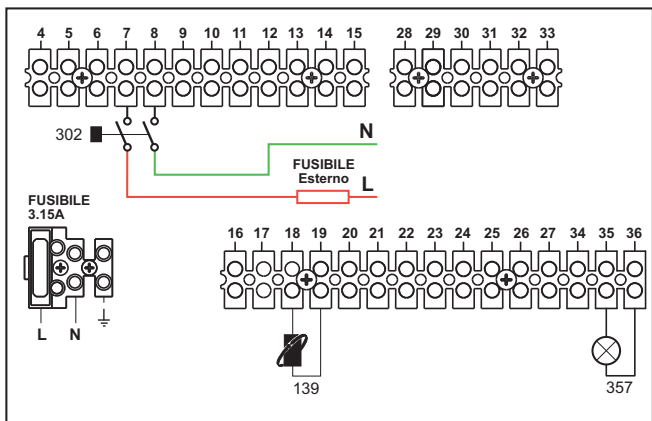 4 5 6 7 8 9 10 11 12 13 14 15 28 29 30 31 32 33
302
N
FUSIBILE
Esterno
L
FUSIBILE
3.15A
16 17 18 19 20 21 22 23 24 25 26 27 34 35 36
L N
139
357